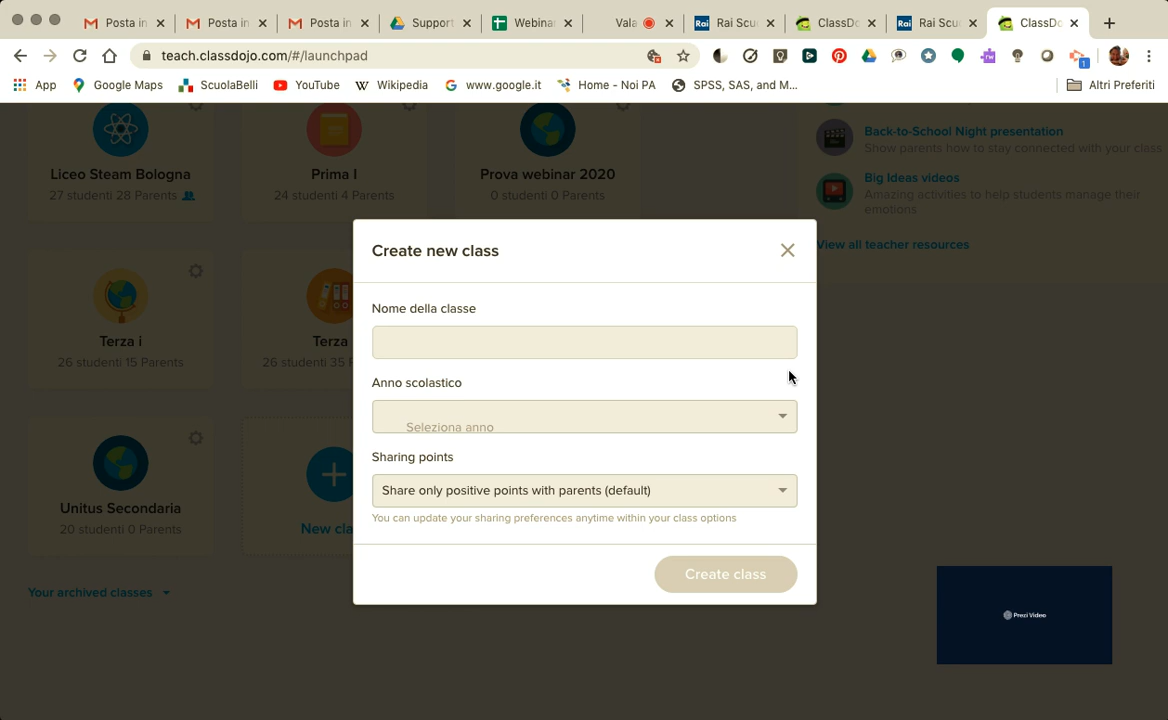 Posta in
Posta in
Posta in
Support
Webina
Vala
Rai Scu
ClassDo
Rai Scu
ClassDo
teach.classdojo.com/#/launchpad
App
Google Maps
ScuolaBelli
YouTube
Wikipedia
www.google.it
Home - Noi PA
SPSS, SAS, and M...
Altri Preferiti
Liceo Steam Bologna
27 studenti 28 Parents
Prima I
24 studenti 4 Parents
Prova webinar 2020
0 studenti 0 Parents
Back-to-School Night presentation
Show parents how to stay connected with your class
Big Ideas videos
Amazing activities to help students manage their
emotions
View all teacher resources
Terza i
26 studenti 15 Parents
Terza
26 studenti 35
Unitus Secondaria
20 studenti 0 Parents
New cla
Your archived classes
Create new class
Nome della classe
Anno scolastico
Seleziona anno
Sharing points
Share only positive points with parents (default)
You can update your sharing preferences anytime within your class options
Create class
Prezi Video